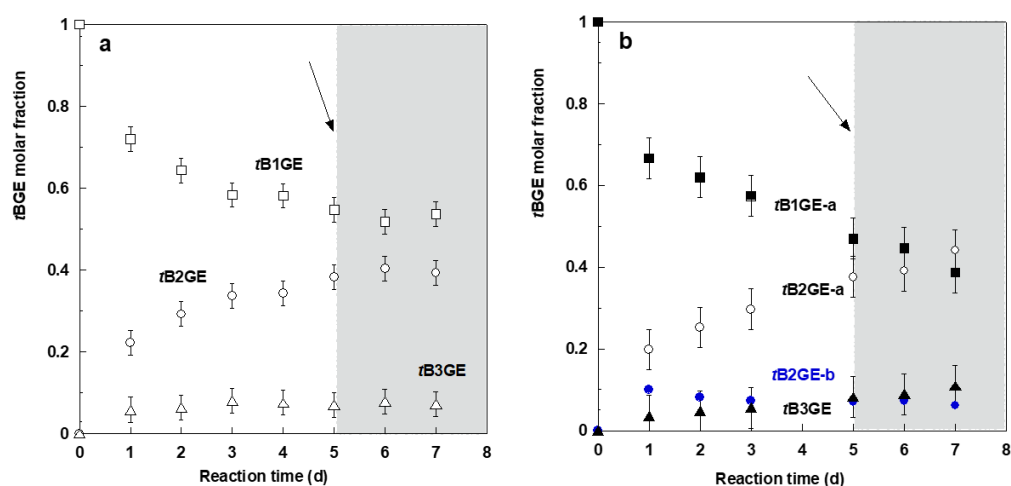 a
tBGE molar fraction
1
0.8
0.6
0.4
0.2
0
tB1GE
tB2GE
tB3GE
0 1 2 3 4 5 6 7 8
Reaction time (d)
b
tBGE molar fraction
1
0.8
0.6
0.4
0.2
0
tB1GE-a
tB2GE-a
tB2GE-b
tB3GE
0 1 2 3 4 5 6 7 8
Reaction time (d)